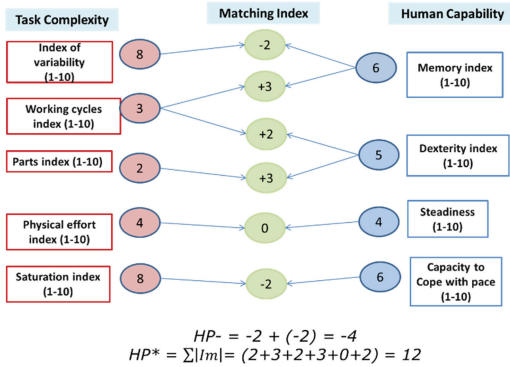 Task Complexity
Matching Index
Human Capability
Index of
variability
(1-10)
8
-2
6
Memory index
(1-10)
+3
Working cycles
index (1-10)
3
+2
Dexterity index
(1-10)
5
Parts index (1-10)
2
+3
Physical effort
index (1-10)
4
0
4
Steadiness
(1-10)
Saturation index
(1-10)
8
-2
6
Capacity to
Cope with pace
(1-10)
HP- = -2 + (-2) = -4
HP* = ∑|Im|= (2+3+2+3+0+2) = 12